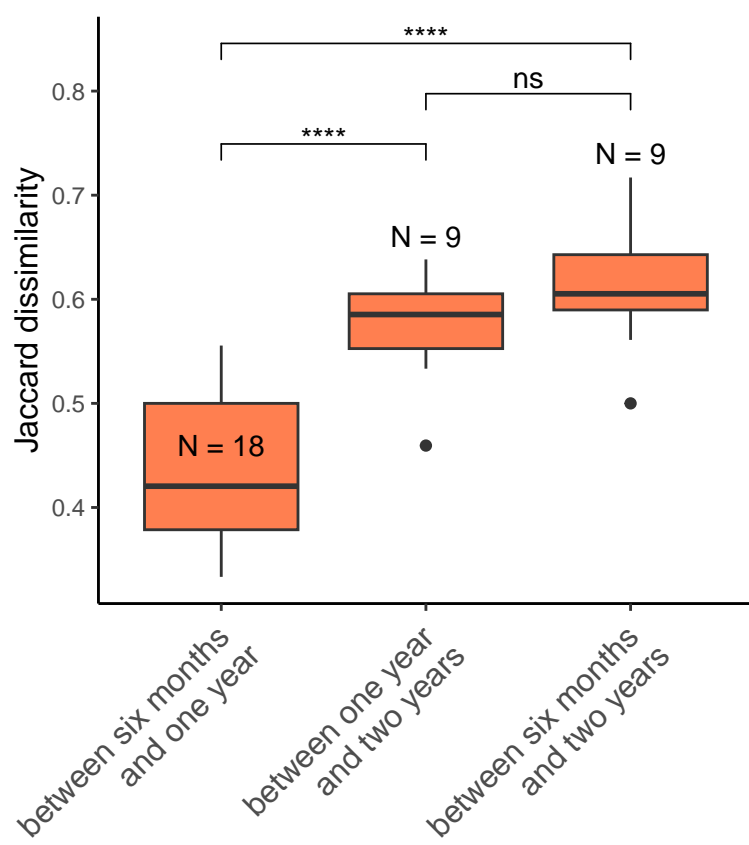 ****
ns
****
N = 9
N = 9
N = 18
Jaccard dissimilarity
0.8
0.7
0.6
0.5
0.4
between six months
and one year
between one year
and two years
between six months
and two years